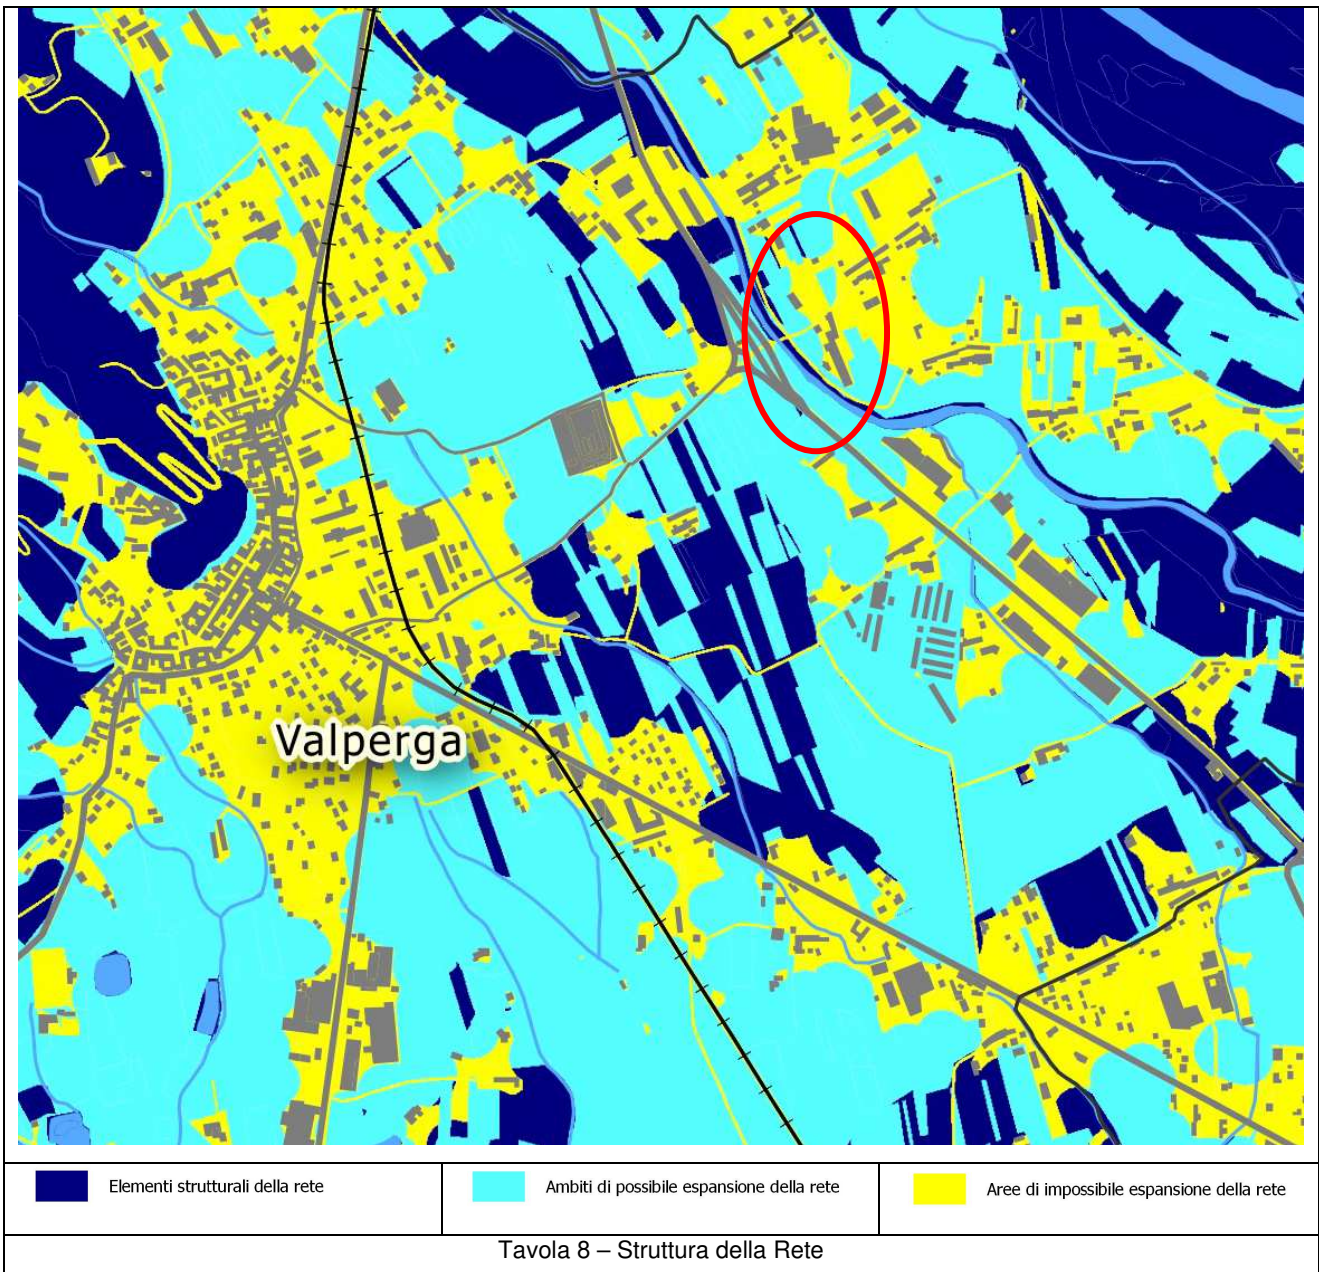 Valperga
Elementi strutturali della rete
Ambiti di possibile espansione della rete
Aree di impossibile espansione della rete
Tavola 8 – Struttura della Rete